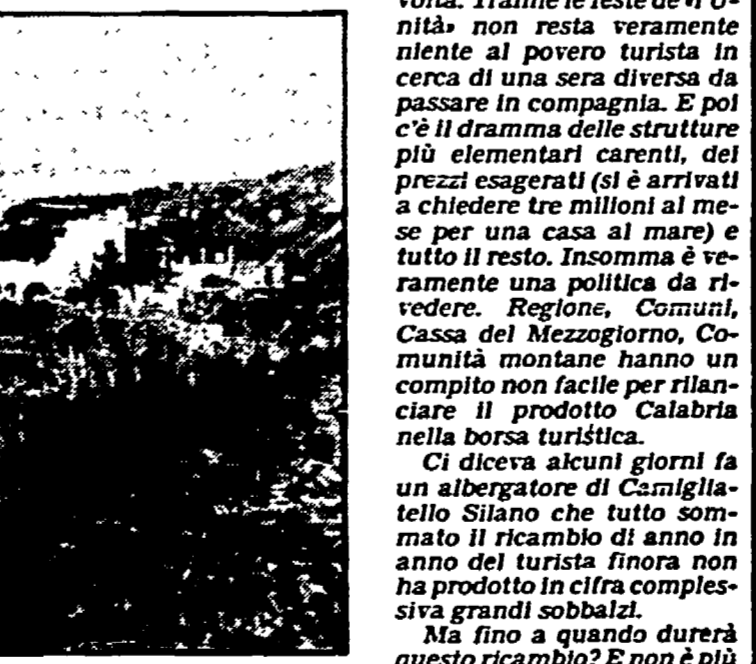 volta. Tranne le feste de «l'U-
nità» non resta veramente
niente al povero turista in
cerca di una sera diversa da
passare in compagnia. E poi
c'è il dramma delle strutture
più elementari carenti, dei
prezzi esagerati (si è arrivati
a chiedere tre milioni al me-
se per una casa al mare) e
tutto il resto. Insomma è ve-
ramente una politica da ri-
vedere. Regione, Comuni,
Cassa del Mezzogiorno, Co-
munità montane hanno un
compito non facile per rilan-
ciare il prodotto Calabria
nella borsa turistica.
Ci diceva alcuni giorni fa
un albergatore di Camiglia-
tello Silano che tutto som-
mato il ricambio di anno in
anno del turista finora non
ha prodotto in cifra comples-
siva grandi sobbalzi.
Ma fino a quando durerà
questo ricambio? E non è più